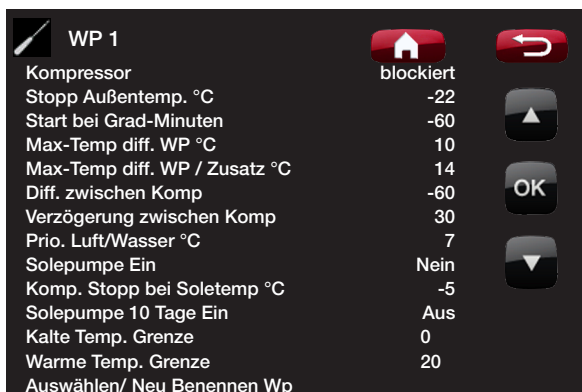 WP 1
Kompressor blockiert
Stopp Außentemp. °C -22
Start bei Grad-Minuten -60
Max-Temp diff. WP °C 10
Max-Temp diff. WP / Zusatz °C 14
Diff. zwischen Komp -60
Verzögerung zwischen Komp 30
Prio. Luft/Wasser °C 7
Solepumpe Ein Nein
Komp. Stopp bei Soletemp °C -5
Solepumpe 10 Tage Ein Aus
Kalte Temp. Grenze 0
Warme Temp. Grenze 20
Auswählen/ Neu Benennen Wp
OK